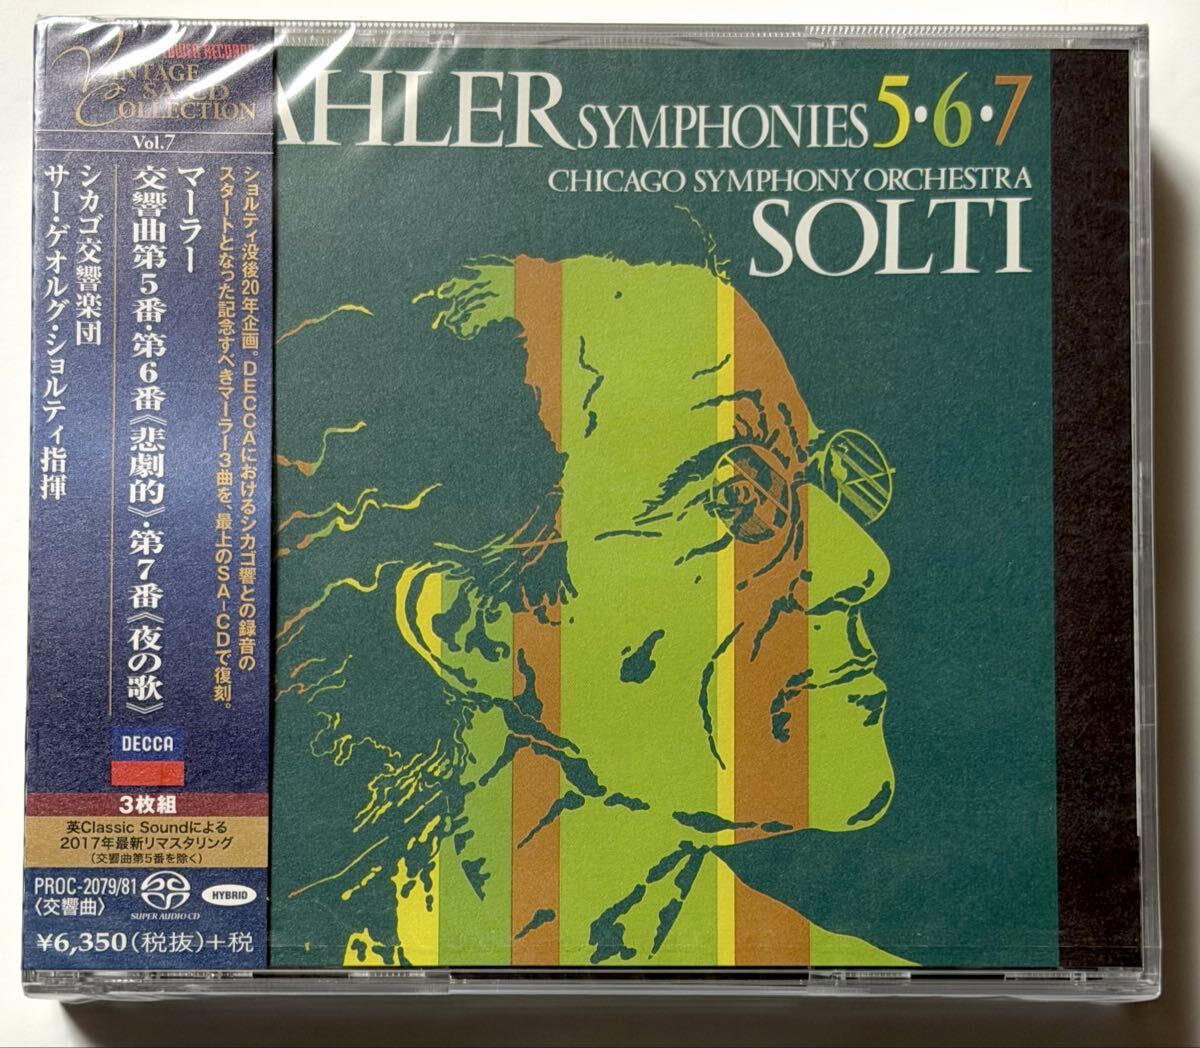 TOWER RECORDS
VINTAGE
SA-CD
COLLECTION
Vol.7
ショルティ没後20年企画。DECCAにおけるシカゴ響との録音の
スタートとなった記念すべきマーラー3曲を、最上のSA-CDで復刻。
マーラー
交響曲第5番・第6番《悲劇的》・第7番《夜の歌》
シカゴ交響楽団
サー・ゲオルグ・ショルティ指揮
DECCA
3枚組
英Classic Soundによる
2017年最新リマスタリング
(交響曲第5番を除く)
PROC-2079/81
〈交響曲〉
SUPER AUDIO CD
HYBRID
¥6,350(税抜)+税
AHLER SYMPHONIES 5・6・7
CHICAGO SYMPHONY ORCHESTRA
SOLTI